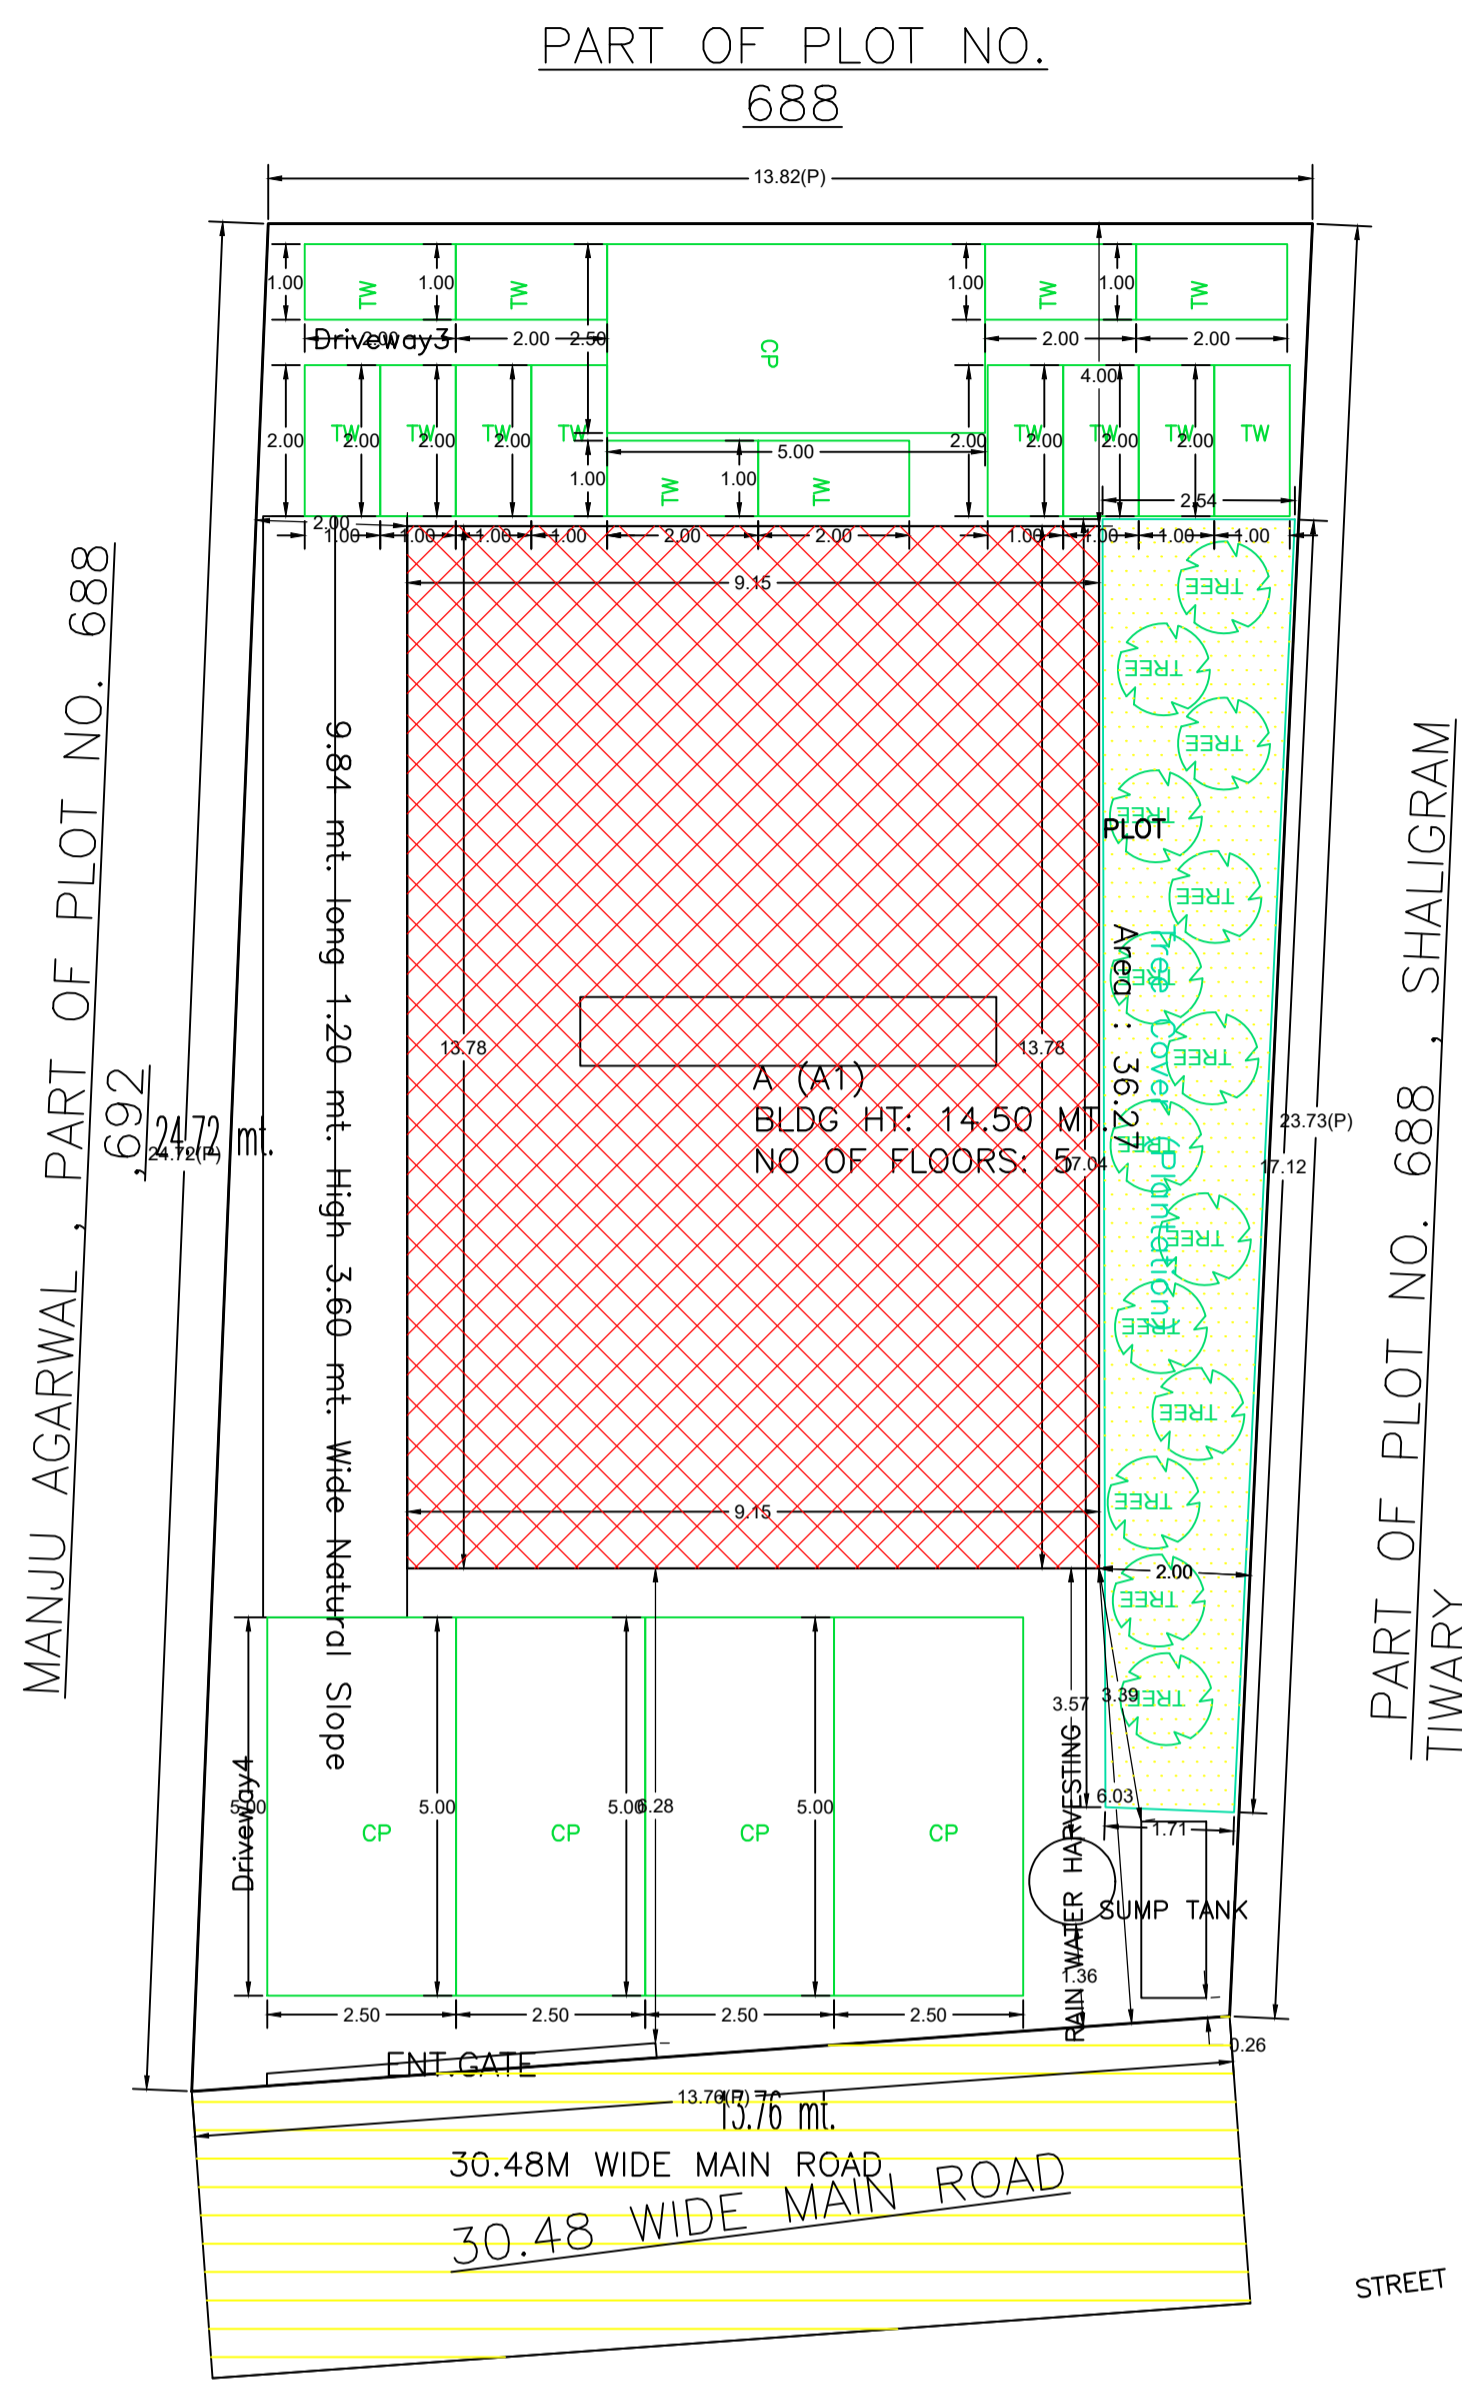 PART OF PLOT NO.
688
13.82(P)
1.00
TW
1.00
TW
1.00
TW
1.00
TW
Driveway3
2.00
2.00
2.50
CP
2.00
2.00
4.00
2.00
TW
2.00
TW
2.00
TW
2.00
TW
2.00
TW
2.00
TW
2.00
TW
2.00
TW
5.00
1.00
TW
1.00
TW
2.54
2.00
1.00
1.00
1.00
1.00
2.00
2.00
1.00
1.00
1.00
1.00
9.15
TREE
TREE
TREE
TREE
PLOT
TREE
TREE
TREE
TREE
TREE
TREE
TREE
TREE
TREE
TREE
Area : 36.27
Tree Cover (Plantation)
MANJU AGARWAL , PART OF PLOT NO. 688
, 692
24.72 mt.
24.72(P)
9.84 mt. long 1.20 mt. High 3.60 mt. Wide Natural Slope
13.78
13.78
A (A1)
BLDG HT: 14.50 MT.
NO OF FLOORS: 5
17.04
17.12
23.73(P)
PART OF PLOT NO. 688 , SHALIGRAM
TIWARY
9.15
2.00
3.57
3.39
Driveway4
5.00
5.00
5.00
6.28
5.00
CP
CP
CP
CP
6.03
1.71
RAIN WATER HARVESTING
SUMP TANK
1.36
2.50
2.50
2.50
2.50
0.26
ENT.GATE
13.76(P)
13.76 mt.
30.48M WIDE MAIN ROAD
30.48 WIDE MAIN ROAD
STREET